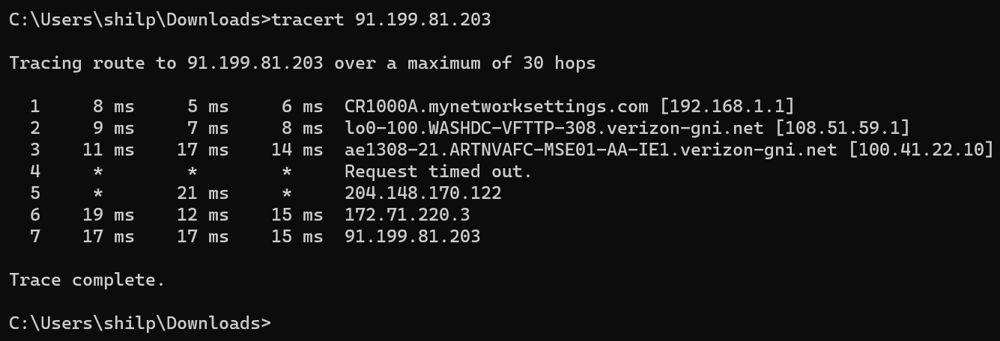 C:\Users\shilp\Downloads>tracert 91.199.81.203
Tracing route to 91.199.81.203 over a maximum of 30 hops
1 8 ms 5 ms 6 ms CR1000A.mynetworksettings.com [192.168.1.1]
2 9 ms 7 ms 8 ms lo0-100.WASHDC-VFTTP-308.verizon-gni.net [108.51.59.1]
3 11 ms 17 ms 14 ms ae1308-21.ARTNVAFC-MSE01-AA-IE1.verizon-gni.net [100.41.22.10]
4 * * * Request timed out.
5 * 21 ms * 204.148.170.122
6 19 ms 12 ms 15 ms 172.71.220.3
7 17 ms 17 ms 15 ms 91.199.81.203
Trace complete.
C:\Users\shilp\Downloads>